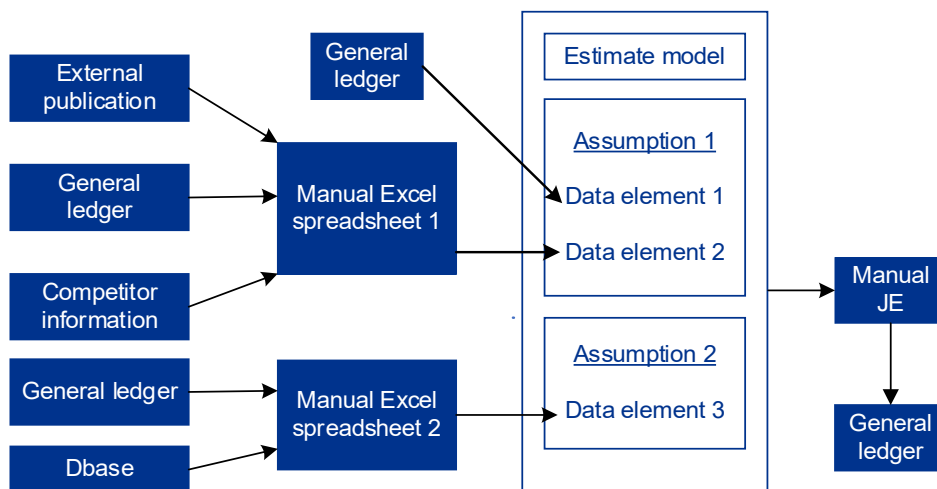 External
publication
General
ledger
Competitor
information
General ledger
Dbase
Manual Excel
spreadsheet 1
Manual Excel
spreadsheet 2
General
ledger
Estimate model
Assumption 1
Data element 1
Data element 2
Assumption 2
Data element 3
Manual
JE
General
ledger